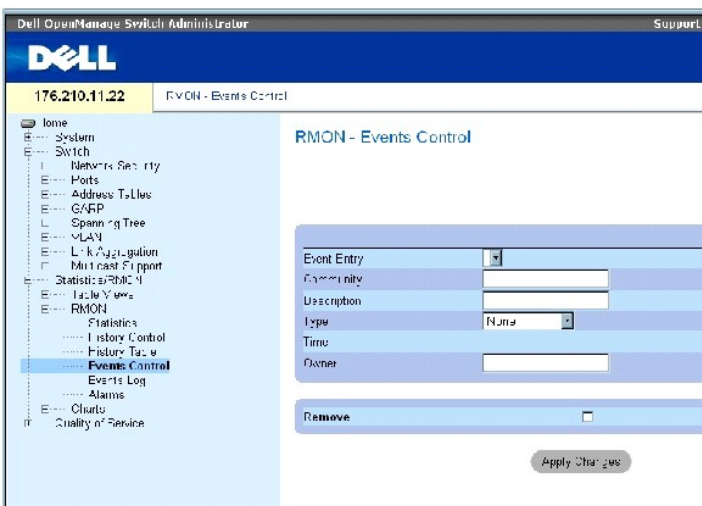 Dell OpenManage Switch Administrator Support
DELL
176.210.11.22 RMON - Events Control
Home
System
Switch
Network Security
Ports
Address Tables
GARP
Spanning Tree
VLAN
Link Aggregation
Multicast Support
Statistics/RMON
Table Views
RMON
Statistics
History Control
History Table
Events Control
Events Log
Alarms
Charts
Quality of Service
RMON - Events Control
Event Entry
Community
Description
Type None
Time
Owner
Remove
Apply Changes